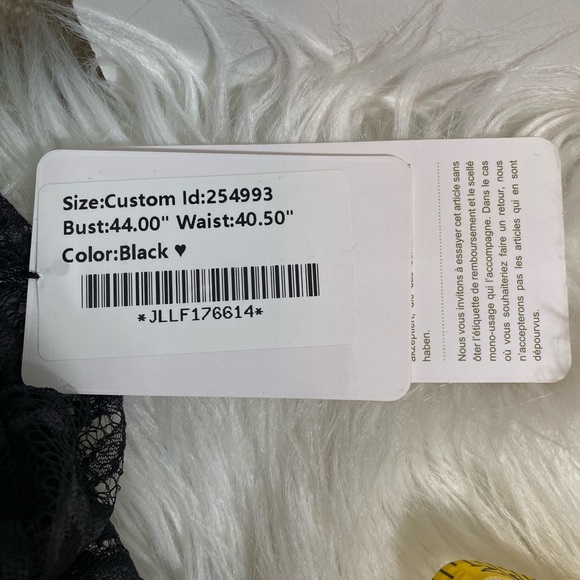 Size:Custom Id:254993
Bust:44.00" Waist:40.50"
Color:Black ♥
*JLLF176614*
haben.
Nous vous invitons à essayer cet article sans
ôter l'étiquette de remboursement et le scellé
mono-usage qui l'accompagne. Dans le cas
où vous souhaiteriez faire un retour, nous
n'accepterons pas les articles qui en sont
dépourvus.